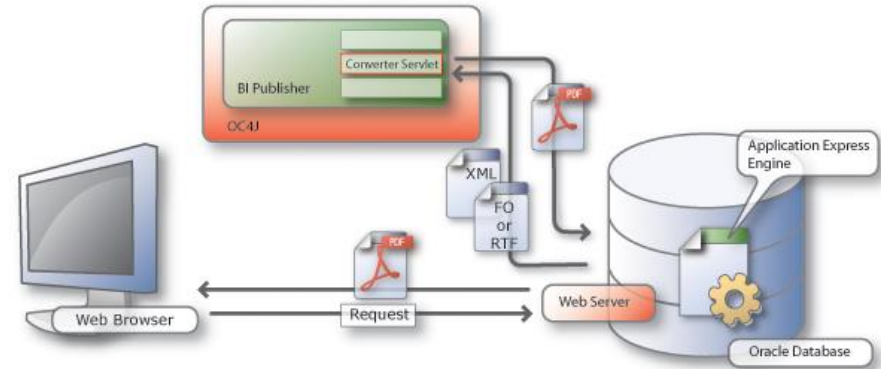 Converter Servlet
BI Publisher
OC4J
PDF
Application Express
Engine
XML
FO
or
RTF
PDF
Web Server
Web Browser
Request
Oracle Database